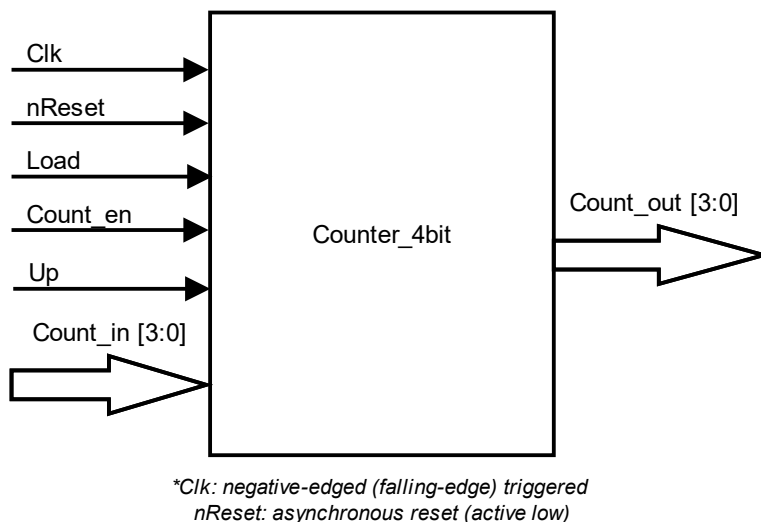 Clk
nReset
Load
Count_en
Up
Count_in [3:0]
Counter_4bit
Count_out [3:0]
*Clk: negative-edged (falling-edge) triggered
nReset: asynchronous reset (active low)